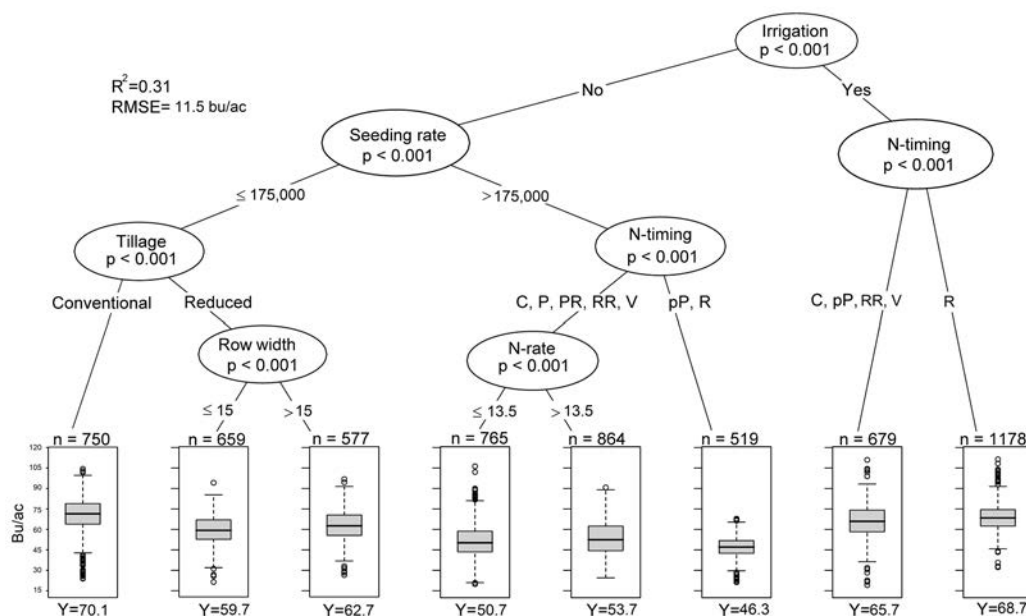 Irrigation
p < 0.001
R²=0.31
RMSE= 11.5 bu/ac
No
Yes
Seeding rate
p < 0.001
N-timing
p < 0.001
≤ 175,000
>175,000
Tillage
p < 0.001
N-timing
p < 0.001
Conventional
Reduced
C, P, PR, RR, V
pP, R
C, pP, RR, V
R
Row width
p < 0.001
N-rate
p < 0.001
≤ 15
>15
≤ 13.5
>13.5
n = 750
n = 659
n = 577
n = 765
n = 864
n = 519
n = 679
n = 1178
Bu/ac
120
105
90
75
60
45
30
15
Y=70.1
Y=59.7
Y=62.7
Y=50.7
Y=53.7
Y=46.3
Y=65.7
Y=68.7